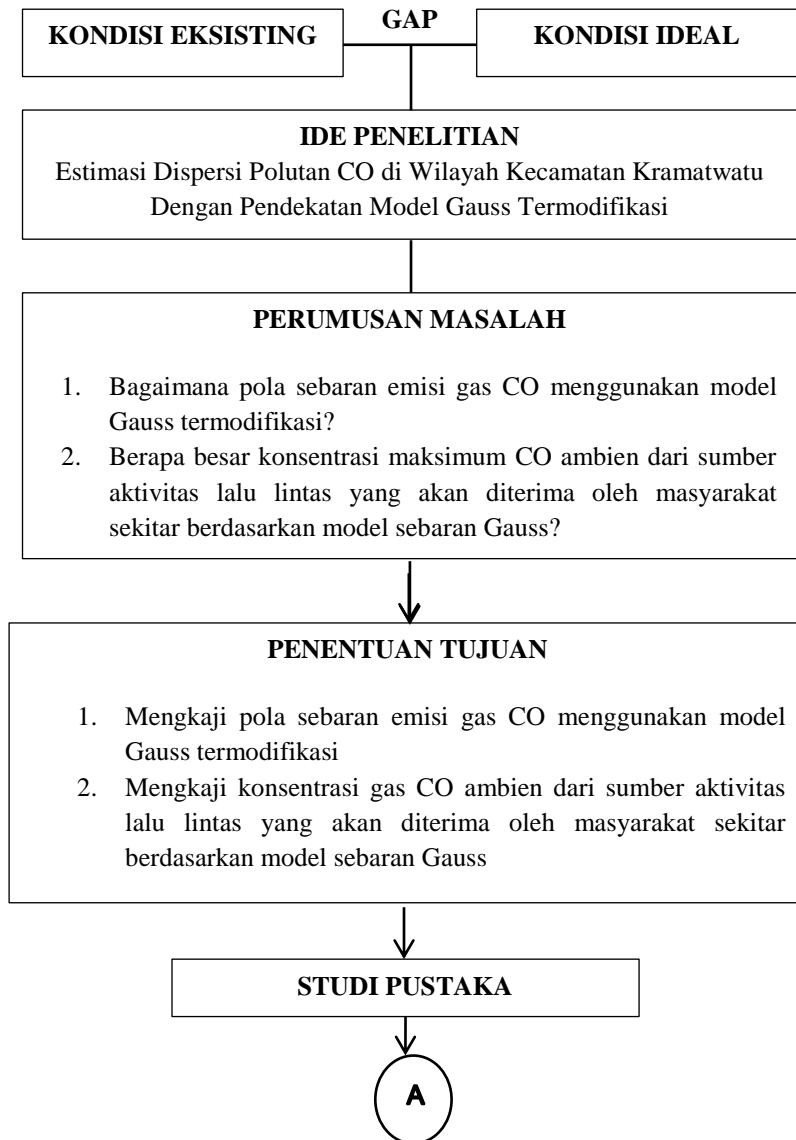 GAP
KONDISI EKSISTING
KONDISI IDEAL
IDE PENELITIAN
Estimasi Dispersi Polutan CO di Wilayah Kecamatan Kramatwatu
Dengan Pendekatan Model Gauss Termodifikasi
PERUMUSAN MASALAH
1. Bagaimana pola sebaran emisi gas CO menggunakan model
Gauss termodifikasi?
2. Berapa besar konsentrasi maksimum CO ambien dari sumber
aktivitas lalu lintas yang akan diterima oleh masyarakat
sekitar berdasarkan model sebaran Gauss?
PENENTUAN TUJUAN
1. Mengkaji pola sebaran emisi gas CO menggunakan model
Gauss termodifikasi
2. Mengkaji konsentrasi gas CO ambien dari sumber aktivitas
lalu lintas yang akan diterima oleh masyarakat sekitar
berdasarkan model sebaran Gauss
STUDI PUSTAKA
A